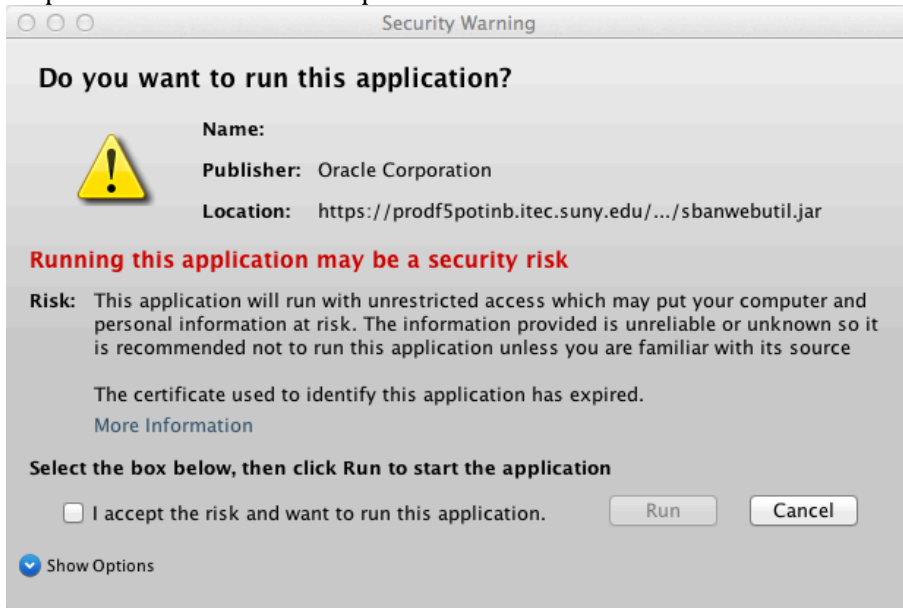 Security Warning
Do you want to run this application?
Name:
Publisher: Oracle Corporation
Location: https://prodf5potinb.itec.suny.edu/.../sbanwebutil.jar
Running this application may be a security risk
Risk: This application will run with unrestricted access which may put your computer and
personal information at risk. The information provided is unreliable or unknown so it
is recommended not to run this application unless you are familiar with its source
The certificate used to identify this application has expired.
More Information
Select the box below, then click Run to start the application
I accept the risk and want to run this application. Run Cancel
Show Options